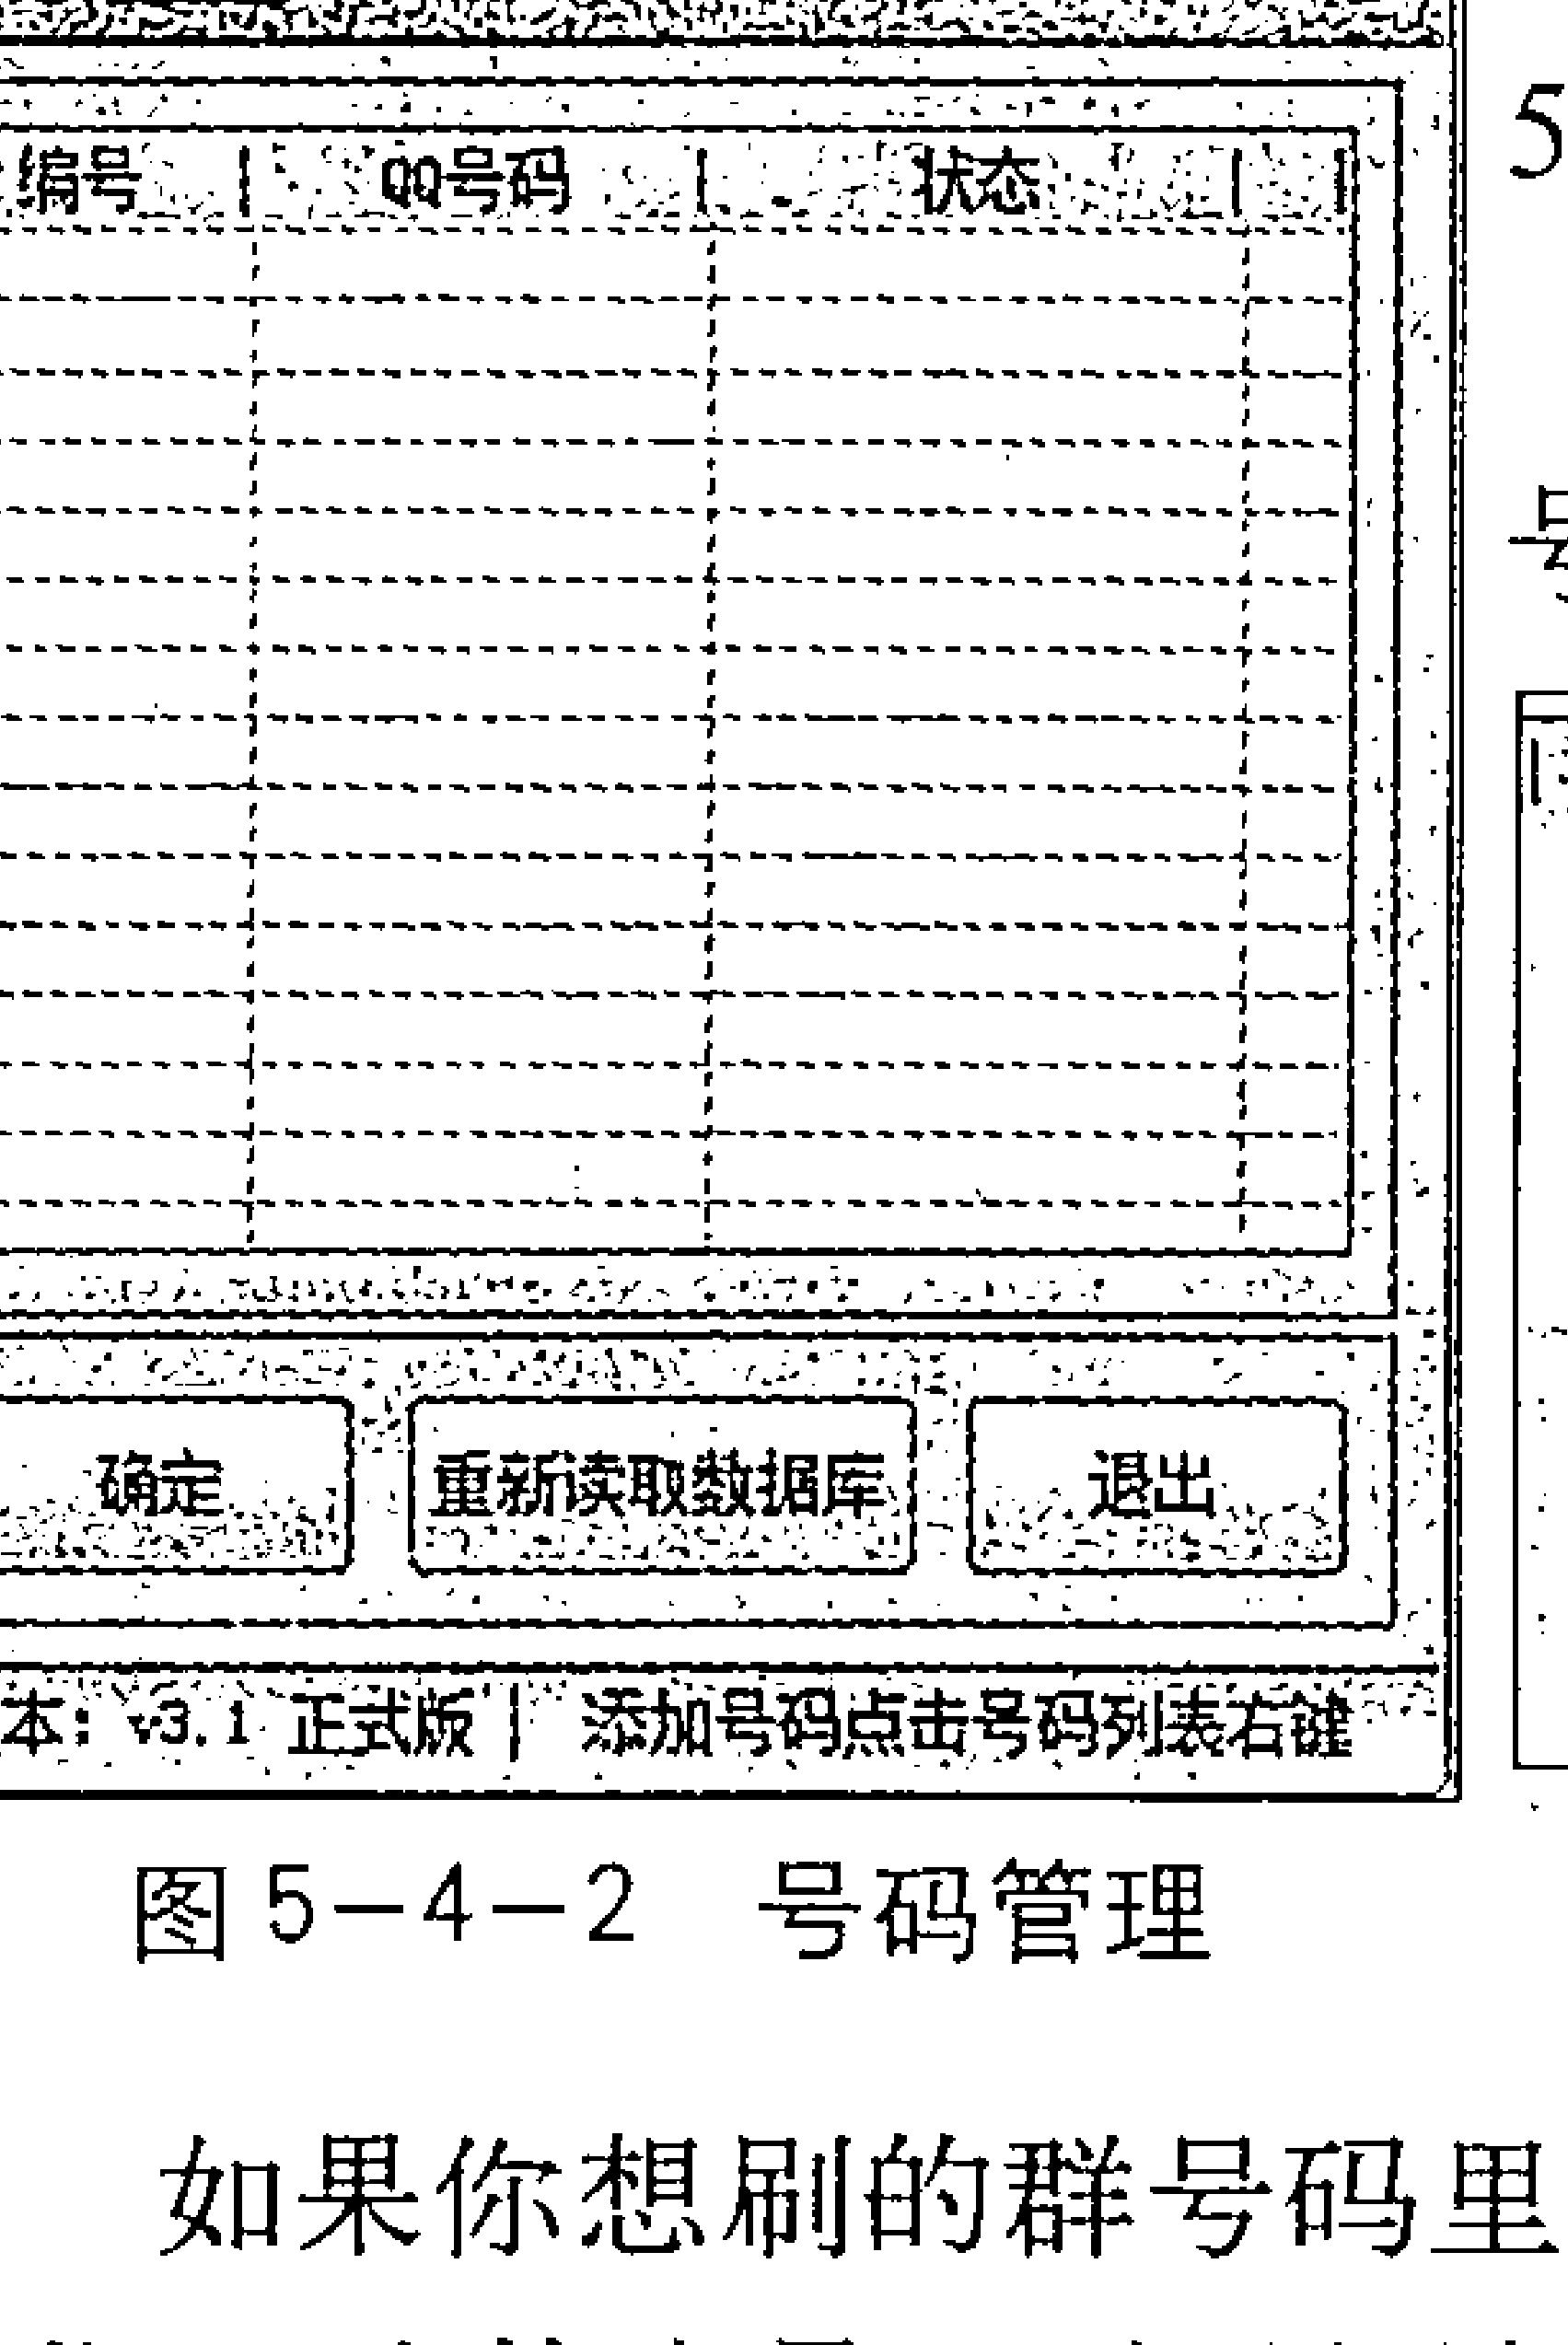 编号 QQ号码 状态
确定 重新读取数据库 退出
本：v3.1 正式版 | 添加号码点击号码列表右键
图5-4-2 号码管理
如果你想刷的群号码里
5
号